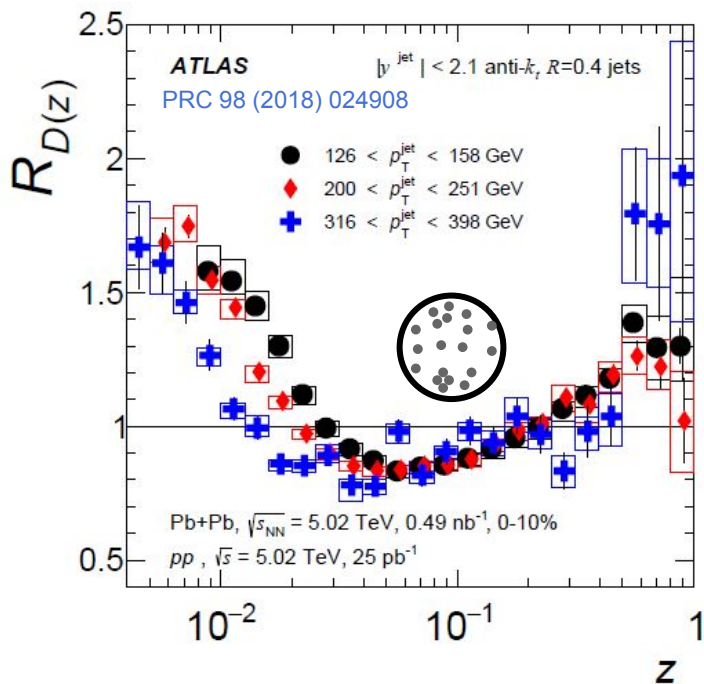 2.5
ATLAS |y^jet| < 2.1 anti-k_t R=0.4 jets
PRC 98 (2018) 024908
R_D(z)
2
126 < p_T^jet < 158 GeV
200 < p_T^jet < 251 GeV
316 < p_T^jet < 398 GeV
1.5
1
Pb+Pb, √s_NN = 5.02 TeV, 0.49 nb⁻¹, 0-10%
0.5
pp , √s = 5.02 TeV, 25 pb⁻¹
10⁻² 10⁻¹ 1
z